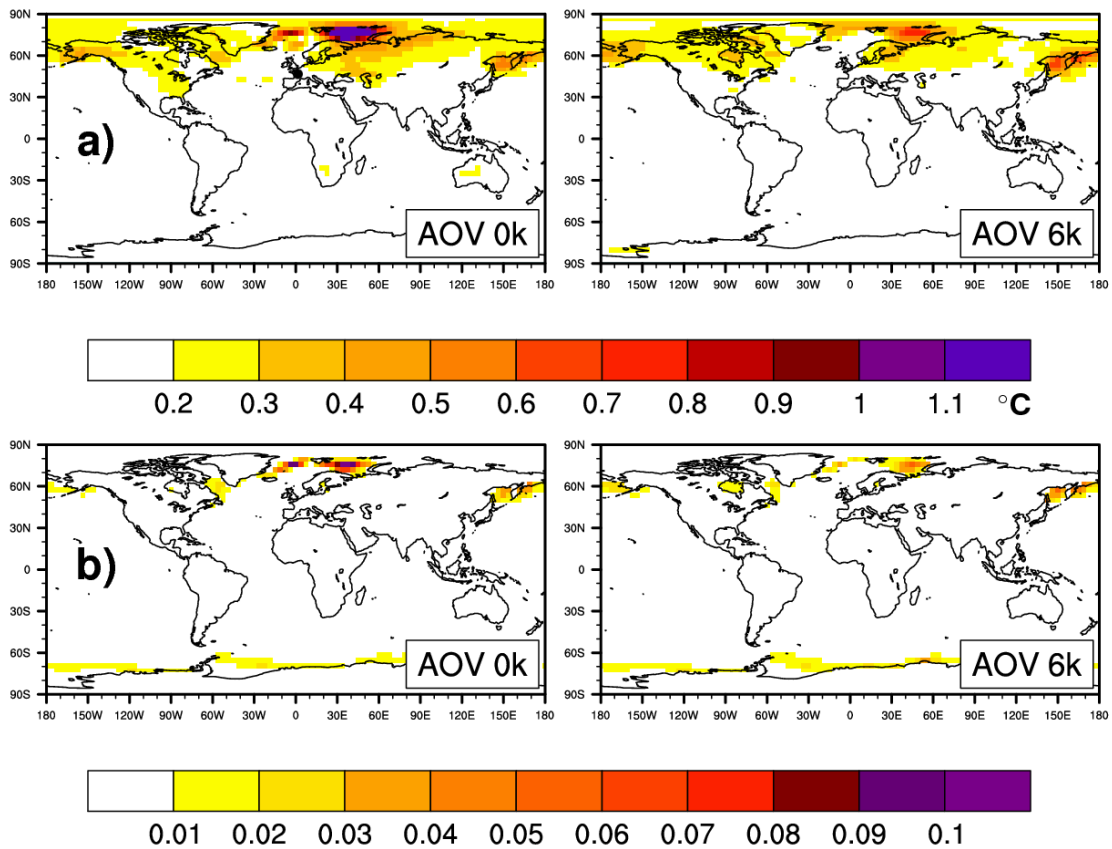 90N
60N
30N
0
30S
60S
90S
a)
AOV 0k
180 150W 120W 90W 60W 30W 0 30E 60E 90E 120E 150E 180
90N
60N
30N
0
30S
60S
90S
AOV 6k
180 150W 120W 90W 60W 30W 0 30E 60E 90E 120E 150E 180
0.2 0.3 0.4 0.5 0.6 0.7 0.8 0.9 1 1.1 °C
90N
60N
30N
0
30S
60S
90S
b)
AOV 0k
180 150W 120W 90W 60W 30W 0 30E 60E 90E 120E 150E 180
90N
60N
30N
0
30S
60S
90S
AOV 6k
180 150W 120W 90W 60W 30W 0 30E 60E 90E 120E 150E 180
0.01 0.02 0.03 0.04 0.05 0.06 0.07 0.08 0.09 0.1